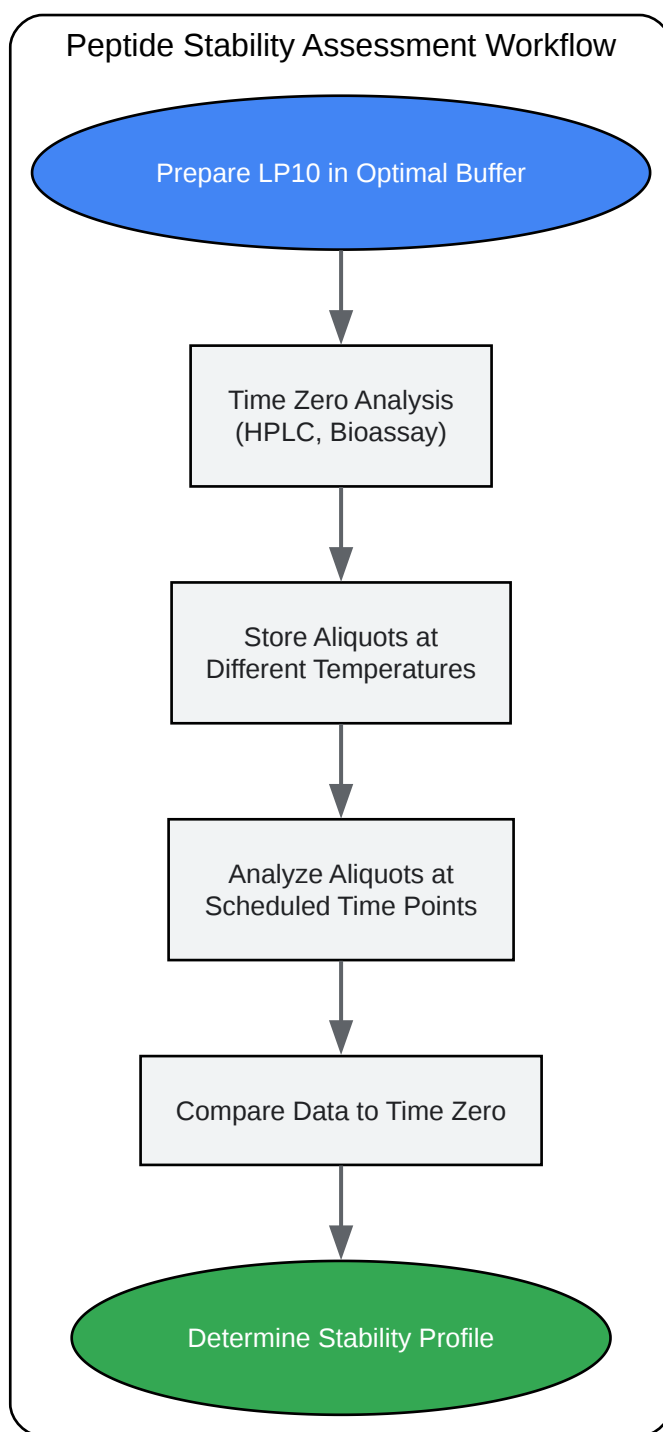 Peptide Stability Assessment Workflow
Prepare LP10 in Optimal Buffer
Time Zero Analysis
(HPLC, Bioassay)
Store Aliquots at
Different Temperatures
Analyze Aliquots at
Scheduled Time Points
Compare Data to Time Zero
Determine Stability Profile